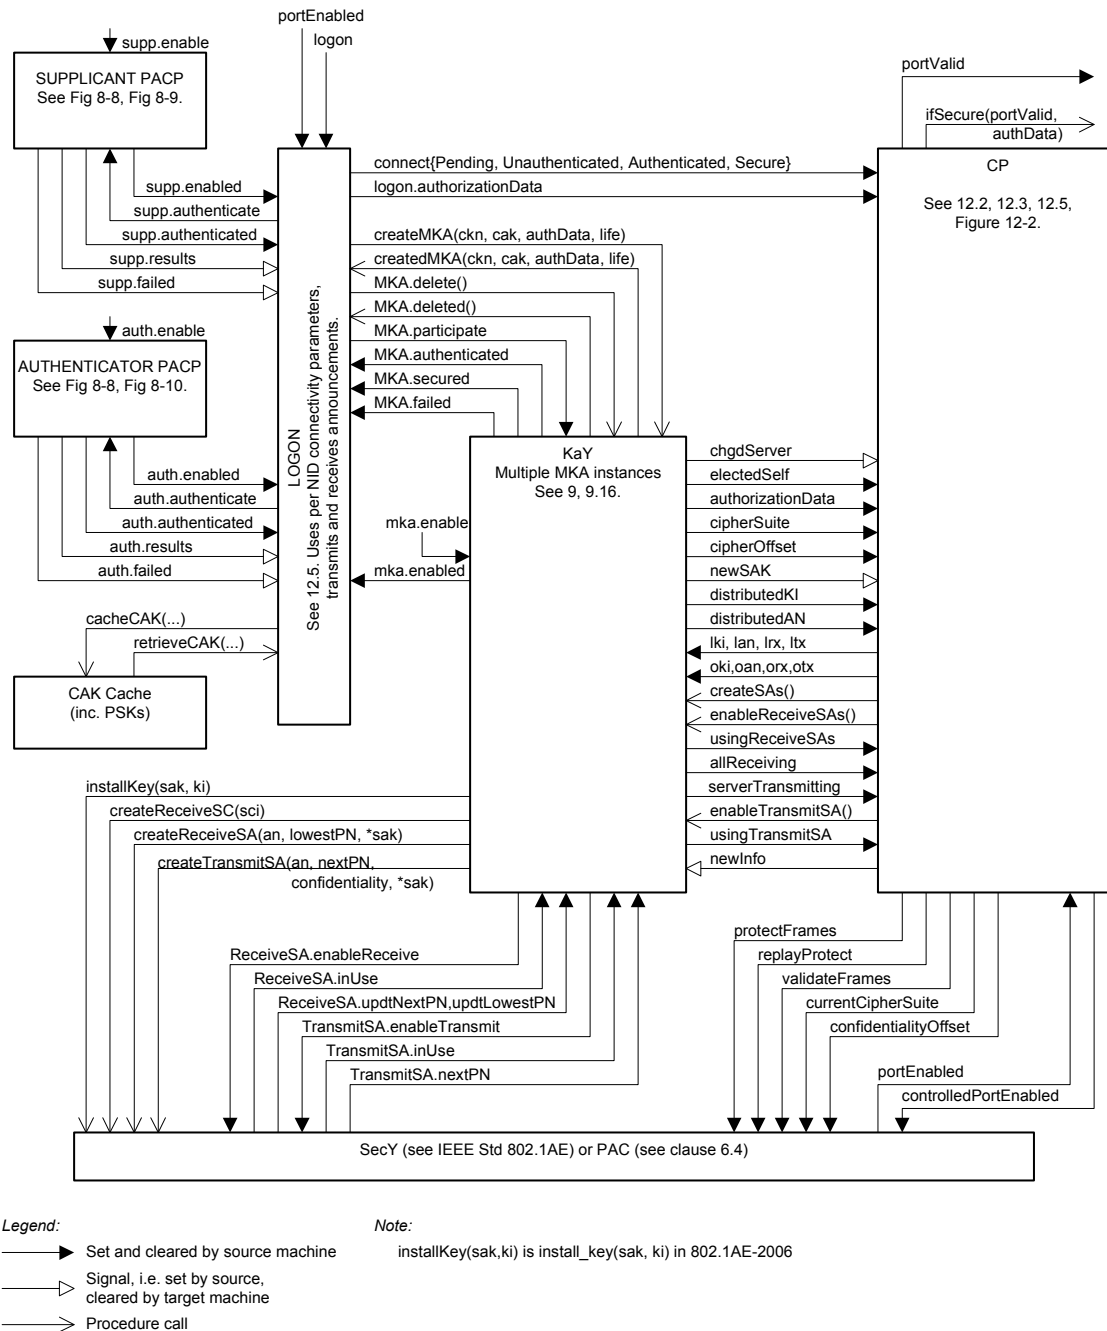 portEnabled
logon
supp.enable
SUPPLICANT PACP
See Fig 8-8, Fig 8-9.
supp.enabled
supp.authenticate
supp.authenticated
supp.results
supp.failed
auth.enable
AUTHENTICATOR PACP
See Fig 8-8, Fig 8-10.
auth.enabled
auth.authenticate
auth.authenticated
auth.results
auth.failed
cacheCAK(...)
retrieveCAK(...)
CAK Cache
(inc. PSKs)
LOGON
See 12.5. Uses per NID connectivity parameters,
transmits and receives announcements.
connect{Pending, Unauthenticated, Authenticated, Secure}
logon.authorizationData
createMKA(ckn, cak, authData, life)
createdMKA(ckn, cak, authData, life)
MKA.delete()
MKA.deleted()
MKA.participate
MKA.authenticated
MKA.secured
MKA.failed
mka.enable
mka.enabled
KaY
Multiple MKA instances
See 9, 9.16.
portValid
ifSecure(portValid,
authData)
CP
See 12.2, 12.3, 12.5,
Figure 12-2.
chgdServer
electedSelf
authorizationData
cipherSuite
cipherOffset
newSAK
distributedKI
distributedAN
lki, lan, lrx, ltx
oki,oan,orx,otx
createSAs()
enableReceiveSAs()
usingReceiveSAs
allReceiving
serverTransmitting
enableTransmitSA()
usingTransmitSA
newInfo
installKey(sak, ki)
createReceiveSC(sci)
createReceiveSA(an, lowestPN, *sak)
createTransmitSA(an, nextPN,
confidentiality, *sak)
ReceiveSA.enableReceive
ReceiveSA.inUse
ReceiveSA.updtNextPN,updtLowestPN
TransmitSA.enableTransmit
TransmitSA.inUse
TransmitSA.nextPN
protectFrames
replayProtect
validateFrames
currentCipherSuite
confidentialityOffset
portEnabled
controlledPortEnabled
SecY (see IEEE Std 802.1AE) or PAC (see clause 6.4)
Legend:
Set and cleared by source machine
Signal, i.e. set by source,
cleared by target machine
Procedure call
Note:
installKey(sak,ki) is install_key(sak, ki) in 802.1AE-2006